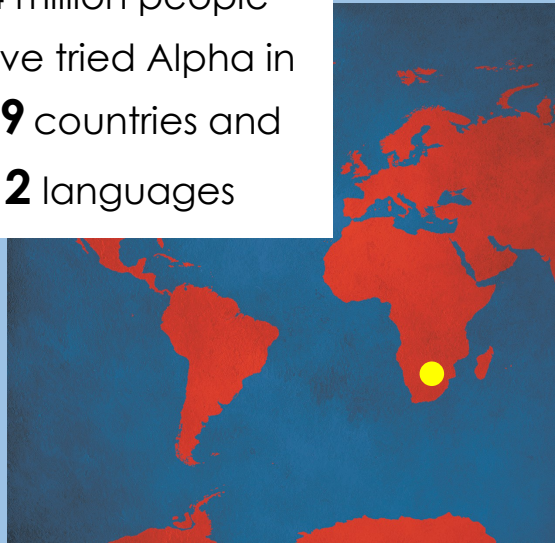 million people
ve tried Alpha in
9 countries and
2 languages